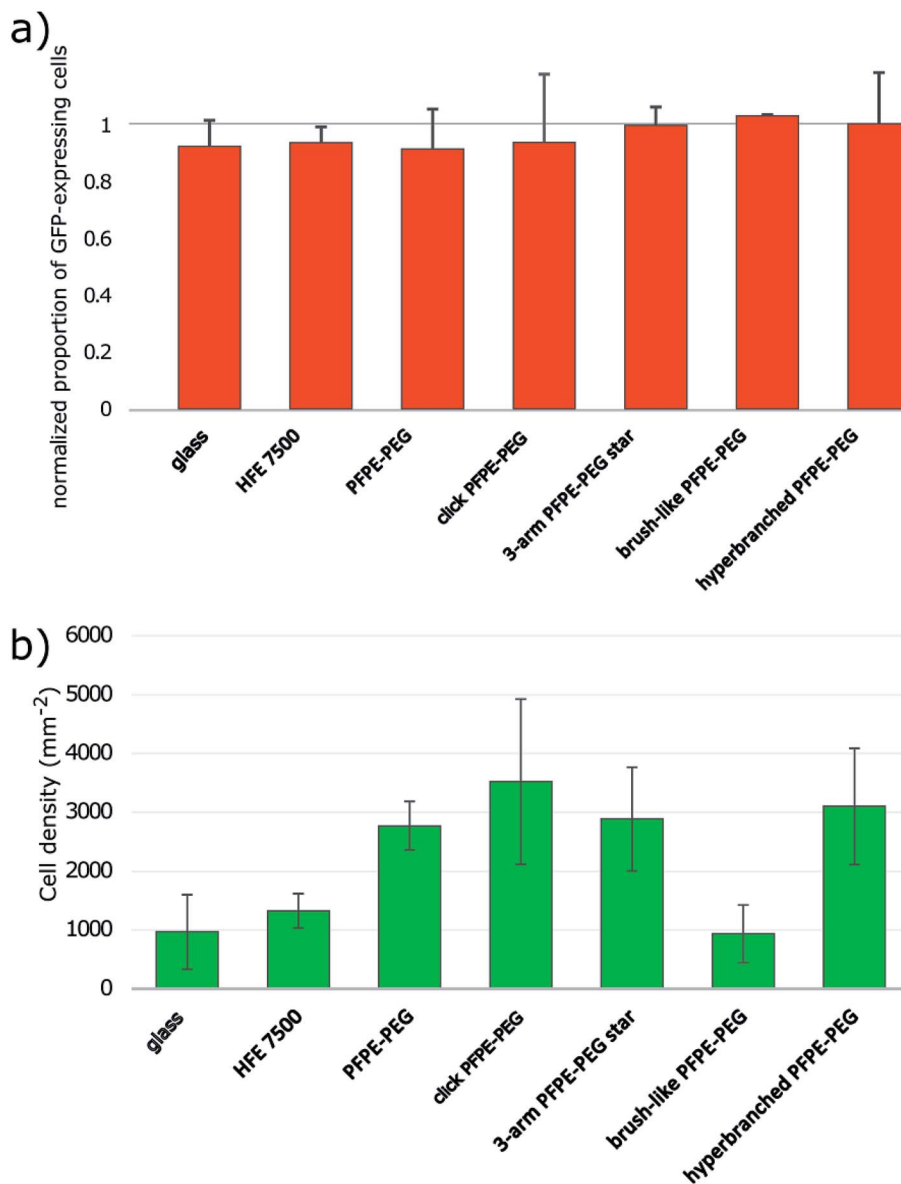 a)
normalized proportion of GFP-expressing cells
1
0.8
0.6
0.4
0.2
0
glass
HFE 7500
PFPE-PEG
click PFPE-PEG
3-arm PFPE-PEG star
brush-like PFPE-PEG
hyperbranched PFPE-PEG
b)
Cell density (mm⁻²)
6000
5000
4000
3000
2000
1000
0
glass
HFE 7500
PFPE-PEG
click PFPE-PEG
3-arm PFPE-PEG star
brush-like PFPE-PEG
hyperbranched PFPE-PEG